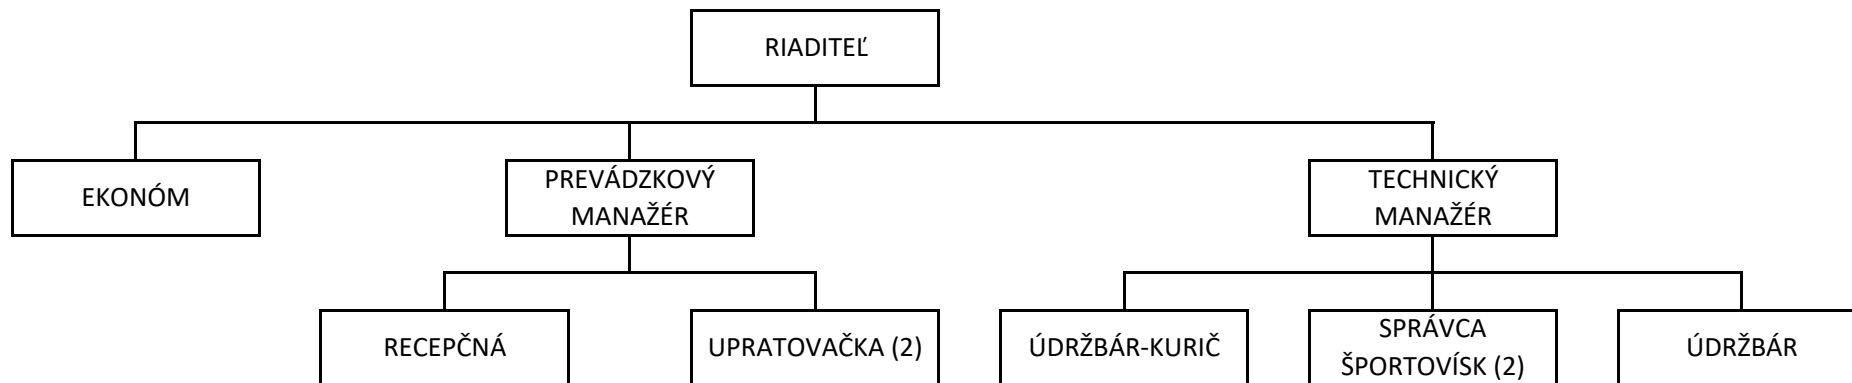 RIADITEĽ
EKONÓM
PREVÁDZKOVÝ
MANAŽÉR
TECHNICKÝ
MANAŽÉR
RECEPČNÁ
UPRATOVAČKA (2)
ÚDRŽBÁR-KURIČ
SPRÁVCA
ŠPORTOVÍSK (2)
ÚDRŽBÁR